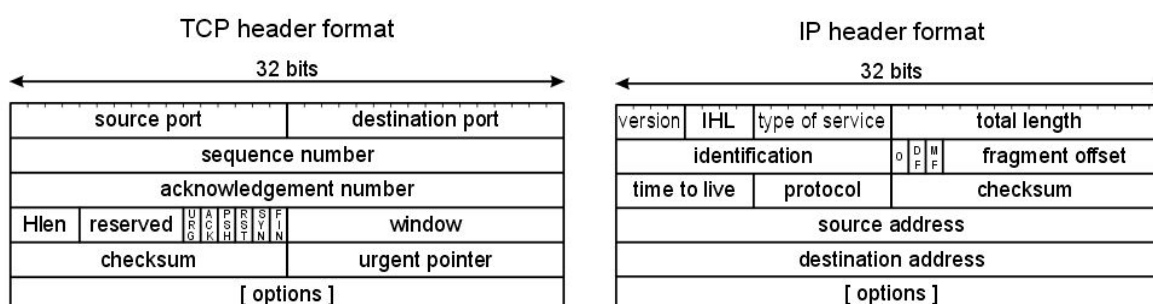 TCP header format
32 bits
source port destination port
sequence number
acknowledgement number
Hlen reserved URG ACK PSH RST SYN FIN window
checksum urgent pointer
[ options ]
IP header format
32 bits
version IHL type of service total length
identification 0 DF MF fragment offset
time to live protocol checksum
source address
destination address
[ options ]